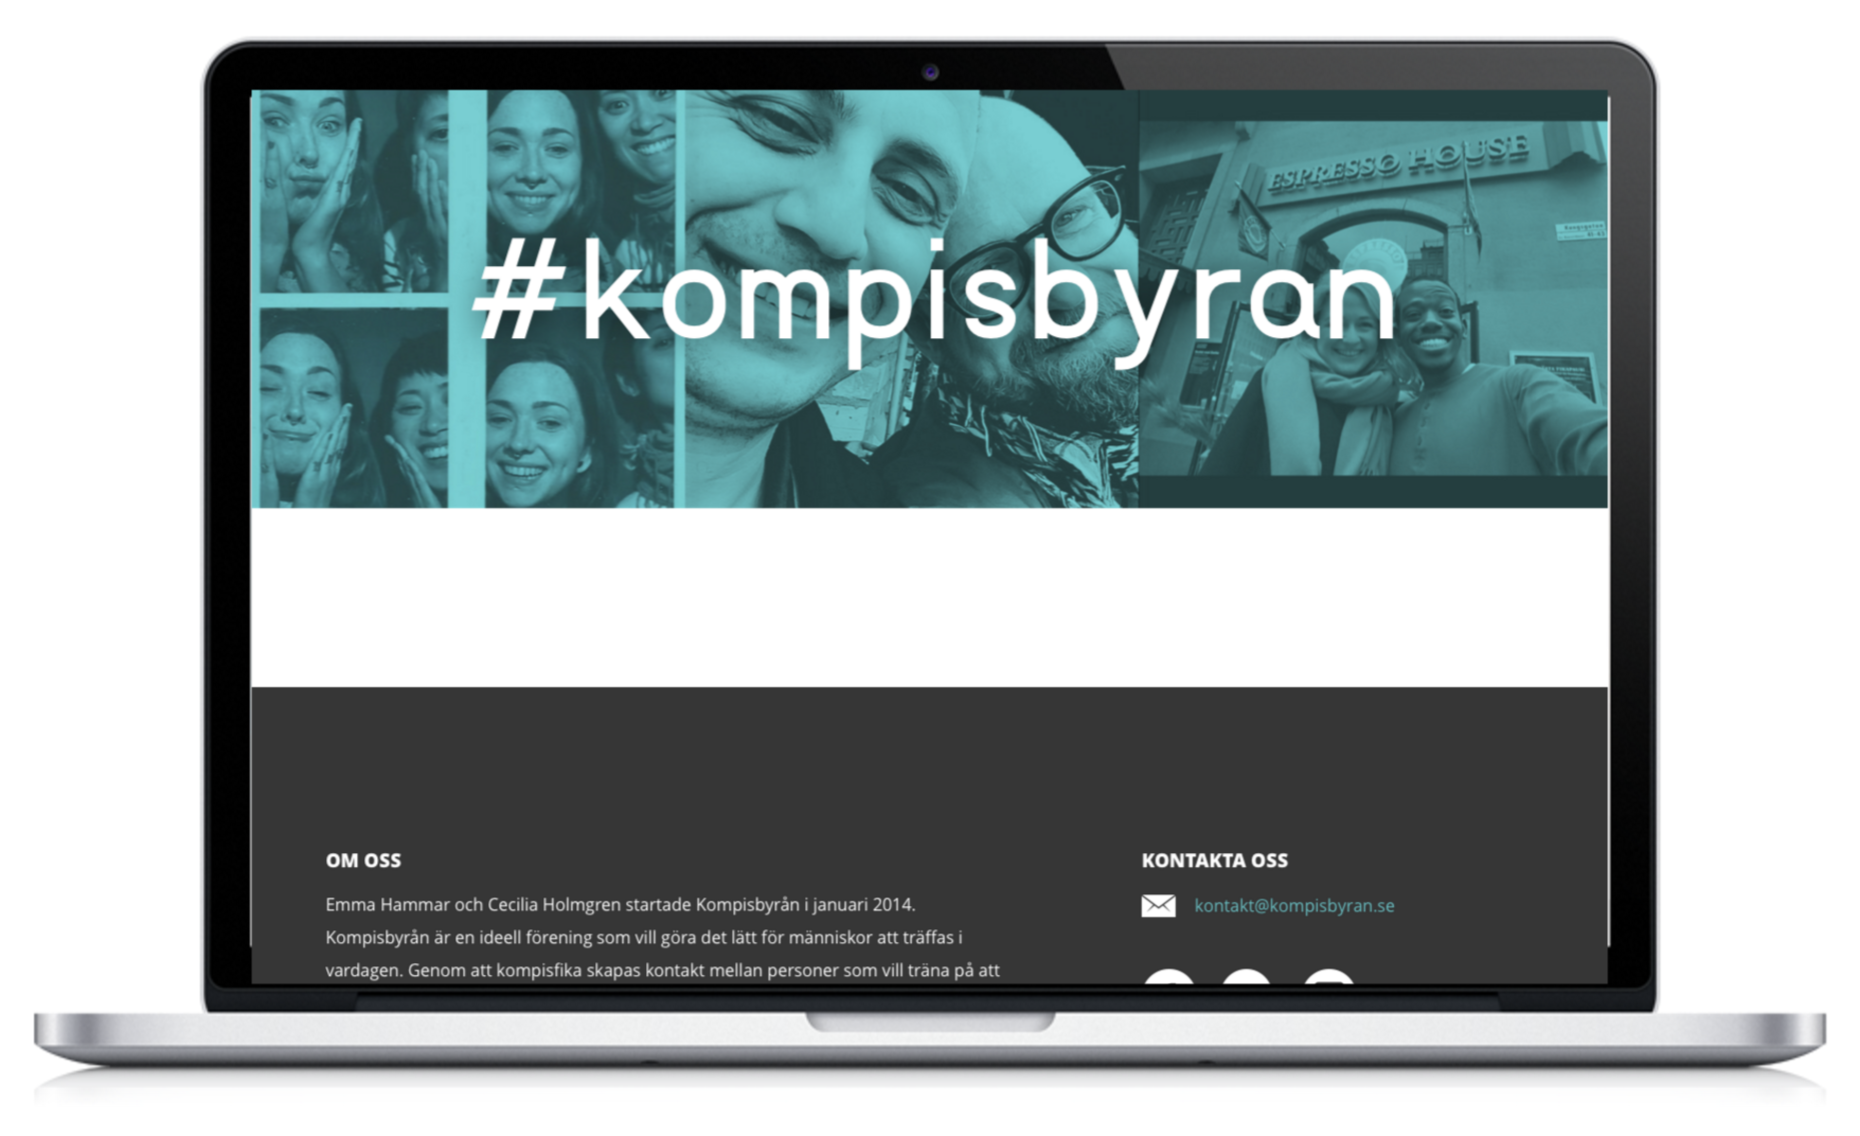 ESPRESSO HOUSE
#kompisbyran
OM OSS
Emma Hammar och Cecilia Holmgren startade Kompisbyrån i januari 2014.
Kompisbyrån är en ideell förening som vill göra det lätt för människor att träffas i
vardagen. Genom att kompisfika skapas kontakt mellan personer som vill träna på att
KONTAKTA OSS
kontakt@kompisbyran.se